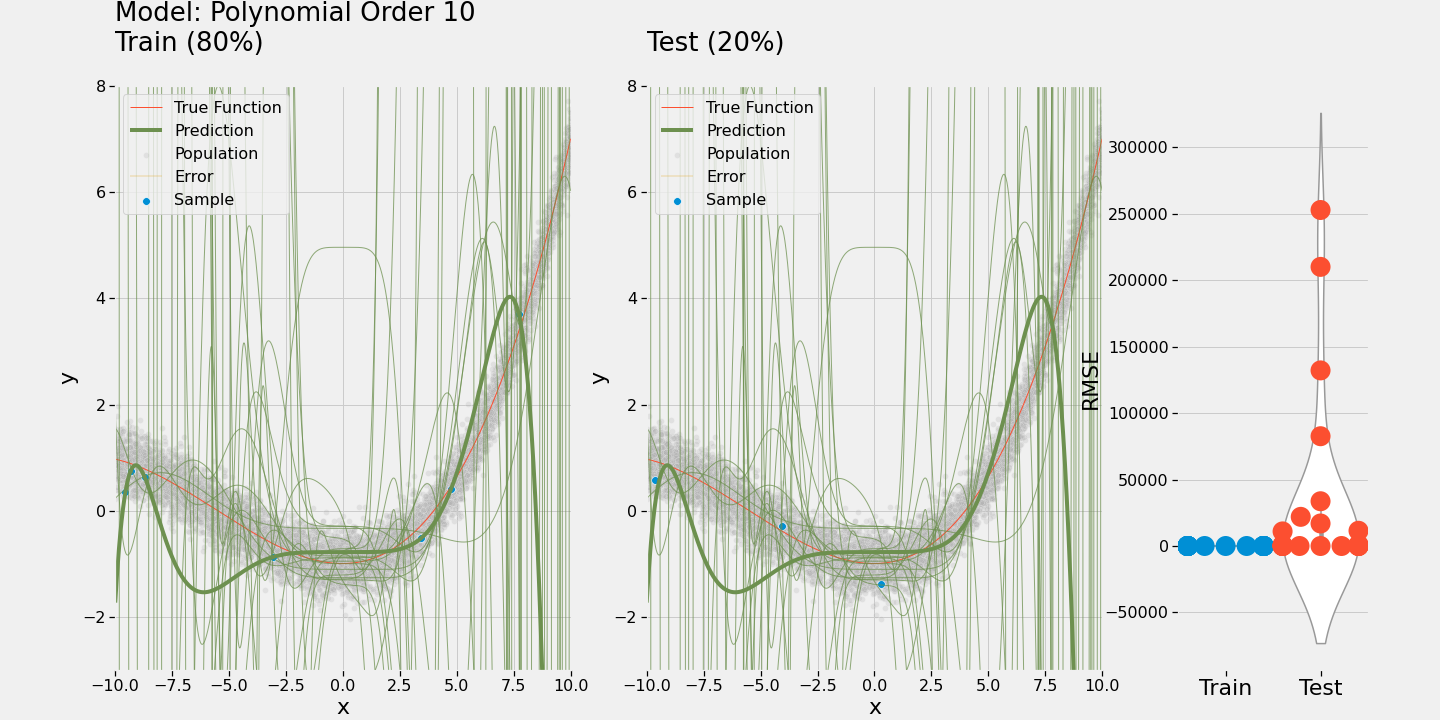 Model: Polynomial Order 10
Train (80%)
Test (20%)
8
6
4
2
0
−2
y
True Function
Prediction
Population
Error
Sample
−10.0 −7.5 −5.0 −2.5 0.0 2.5 5.0 7.5 10.0
x
8
6
4
2
0
−2
y
True Function
Prediction
Population
Error
Sample
−10.0 −7.5 −5.0 −2.5 0.0 2.5 5.0 7.5 10.0
x
300000
250000
200000
150000
100000
50000
0
−50000
RMSE
Train Test